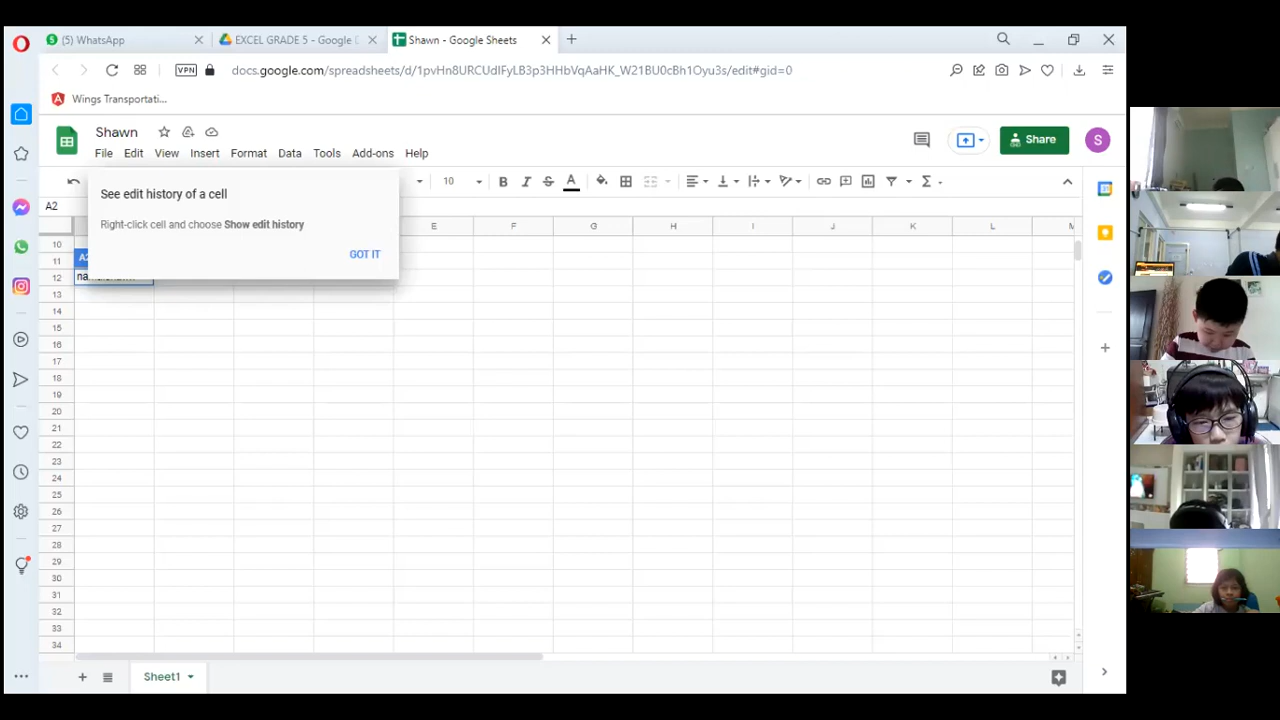 (5) WhatsApp
EXCEL GRADE 5 - Google
Shawn - Google Sheets
VPN
docs.google.com/spreadsheets/d/1pvHn8URCUdlFyLB3p3HHbVqAaHK_W21BU0cBh1Oyu3s/edit#gid=0
Wings Transportati...
Shawn
File Edit View Insert Format Data Tools Add-ons Help
Share
S
10
B I S A
A2
See edit history of a cell
Right-click cell and choose Show edit history
GOT IT
E F G H I J K L M
10
11
12
13
14
15
16
17
18
19
20
21
22
23
24
25
26
27
28
29
30
31
32
33
34
Sheet1